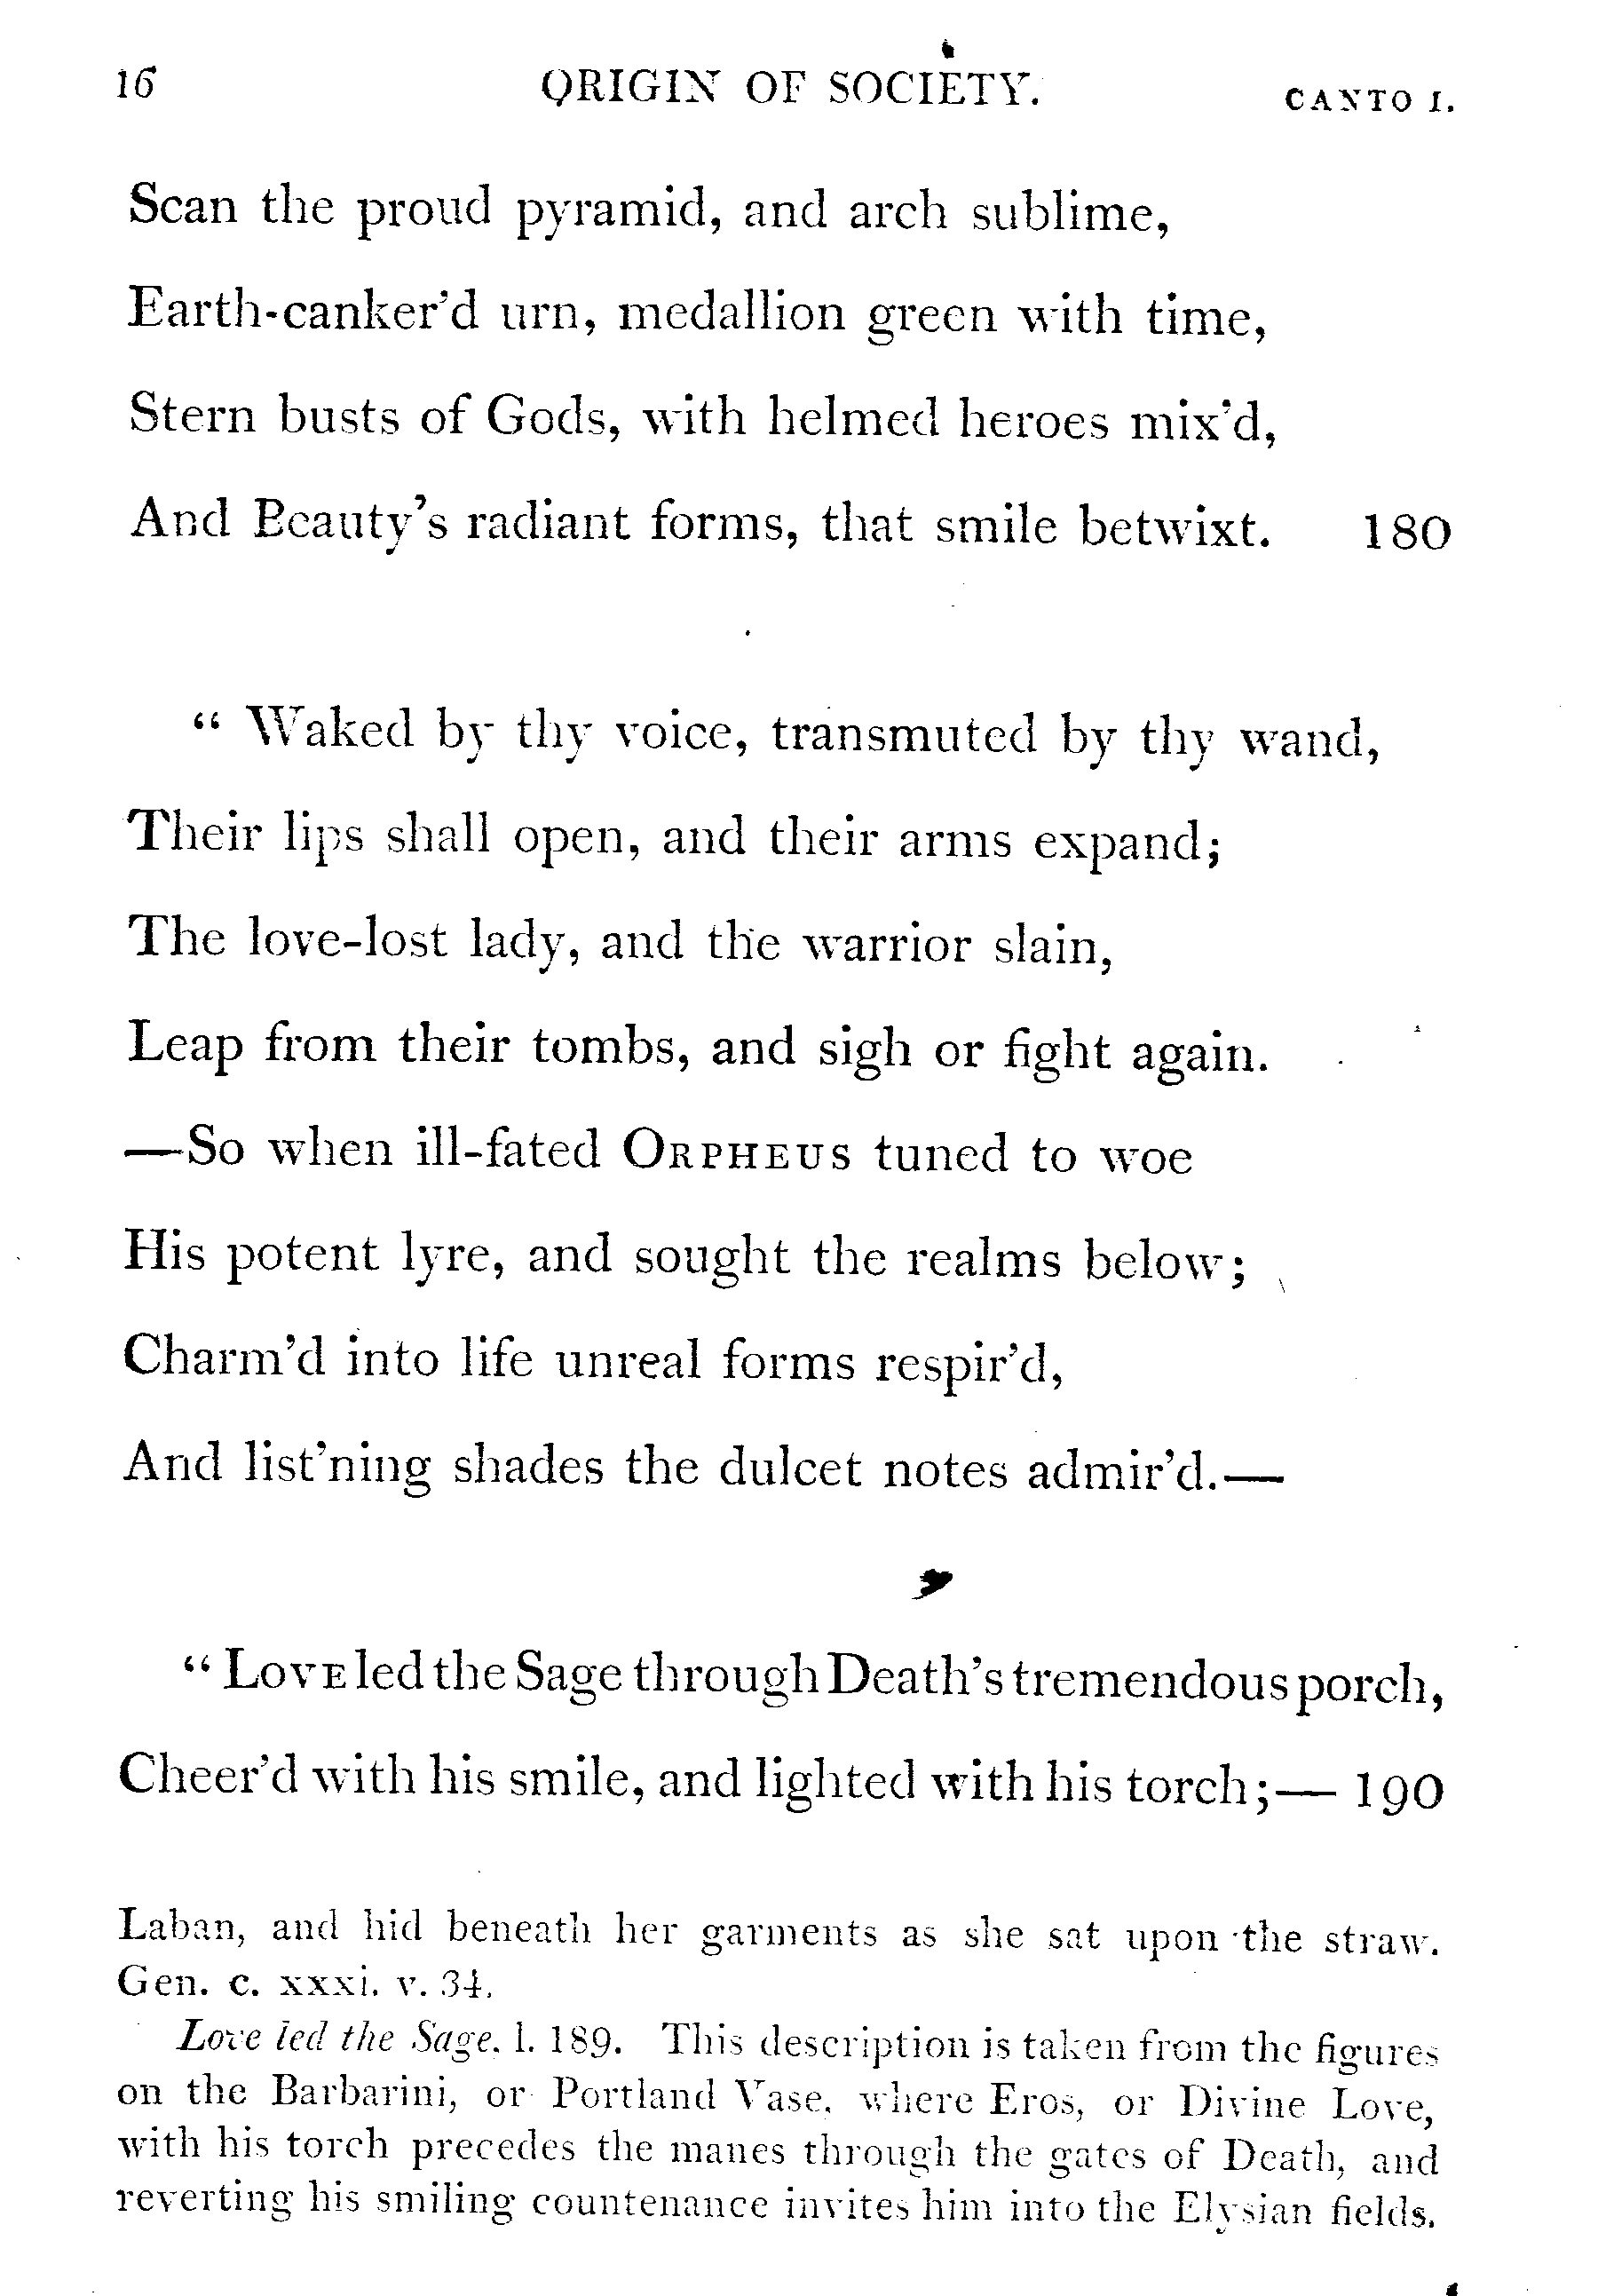 16 ORIGIN OF SOCIETY. CANTO I.
Scan the proud pyramid, and arch sublime,
Earth-canker'd urn, medallion green with time,
Stern busts of Gods, with helmed heroes mix'd,
And Beauty's radiant forms, that smile betwixt. 180
“ Waked by thy voice, transmuted by thy wand,
Their lips shall open, and their arms expand;
The love-lost lady, and the warrior slain,
Leap from their tombs, and sigh or fight again.
—So when ill-fated ORPHEUS tuned to woe
His potent lyre, and sought the realms below;
Charm'd into life unreal forms respir'd,
And list'ning shades the dulcet notes admir'd.—
“ LOVE led the Sage through Death's tremendous porch,
Cheer'd with his smile, and lighted with his torch;— 190
Laban, and hid beneath her garments as she sat upon the straw.
Gen. c. xxxi. v. 34.
Love led the Sage. l. 189. This description is taken from the figures
on the Barbarini, or Portland Vase, where Eros, or Divine Love,
with his torch precedes the manes through the gates of Death, and
reverting his smiling countenance invites him into the Elysian fields.